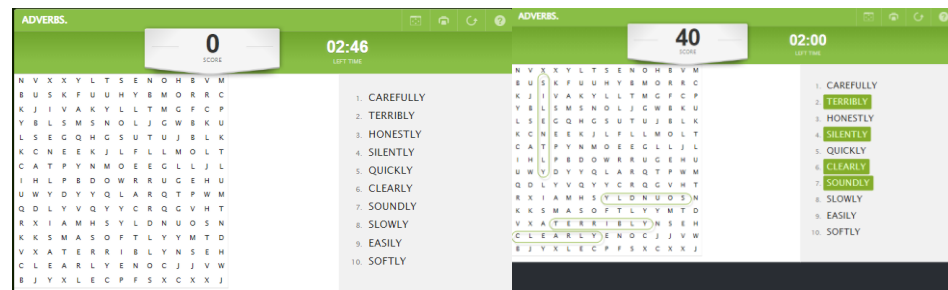 ADVERBS.
0
SCORE
02:46
LEFT TIME
N V X X Y L T S E N O H B V M
B U S K F U U H Y B M O R R C
K J I V A K Y L L T M G F C P
Y B L S M S N O L J G W B K U
L S E G Q H G S U T U J B L K
K C N E E K J L F L L M O L T
C A T P Y N M O E E G L L J L
I H L P B D O W R R U G E H U
U W Y D Y Y Q L A R Q T P W M
Q D L Y V Q Y Y C R Q G V H T
R X I A M H S Y L D N U O S N
K K S M A S O F T L Y Y M T D
V X A T E R R I B L Y N S E H
C L E A R L Y E N O C J J V W
B J Y X L E C P F S X C X X J
1. CAREFULLY
2. TERRIBLY
3. HONESTLY
4. SILENTLY
5. QUICKLY
6. CLEARLY
7. SOUNDLY
8. SLOWLY
9. EASILY
10. SOFTLY
ADVERBS.
40
SCORE
02:00
LEFT TIME
N V X X Y L T S E N O H B V M
B U S K F U U H Y B M O R R C
K J I V A K Y L L T M G F C P
Y B L S M S N O L J G W B K U
L S E G Q H G S U T U J B L K
K C N E E K J L F L L M O L T
C A T P Y N M O E E G L L J L
I H L P B D O W R R U G E H U
U W Y D Y Y Q L A R Q T P W M
Q D L Y V Q Y Y C R Q G V H T
R X I A M H S Y L D N U O S N
K K S M A S O F T L Y Y M T D
V X A T E R R I B L Y N S E H
C L E A R L Y E N O C J J V W
B J Y X L E C P F S X C X X J
1. CAREFULLY
2. TERRIBLY
3. HONESTLY
4. SILENTLY
5. QUICKLY
6. CLEARLY
7. SOUNDLY
8. SLOWLY
9. EASILY
10. SOFTLY